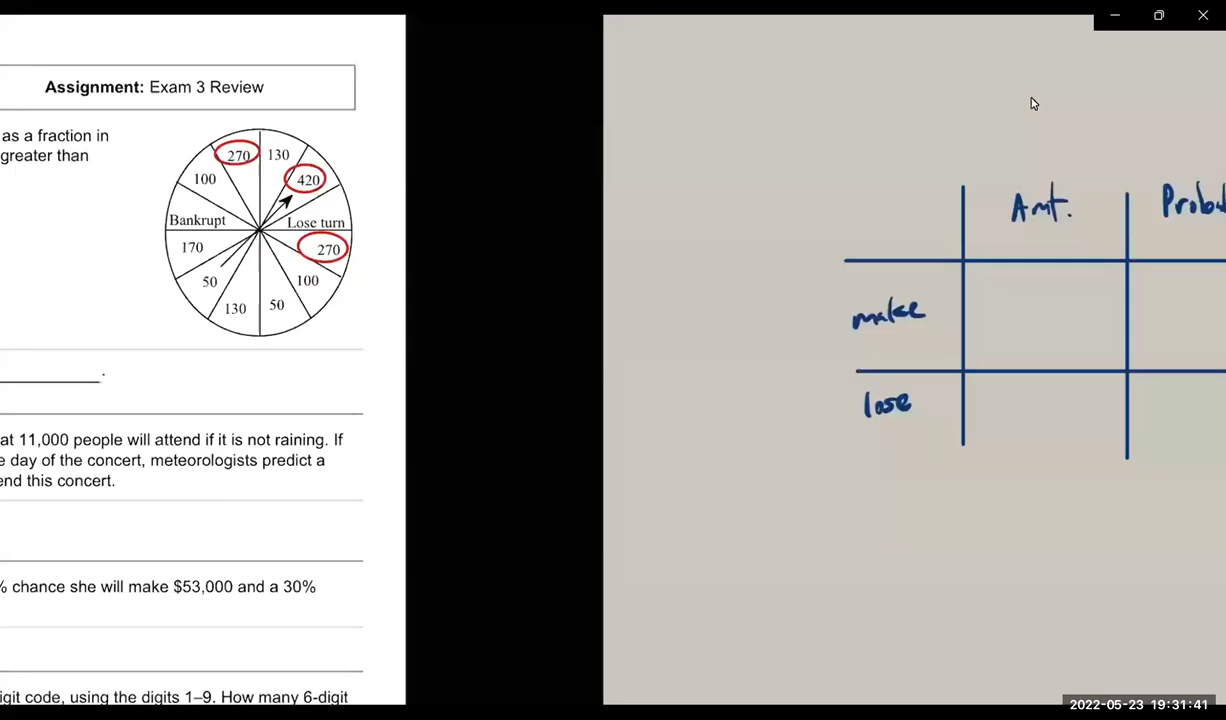 Assignment: Exam 3 Review
as a fraction in
greater than
270
130
100
420
Bankrupt
Lose turn
170
270
50
100
130
50
.
at 11,000 people will attend if it is not raining. If
e day of the concert, meteorologists predict a
end this concert.
% chance she will make $53,000 and a 30%
igit code, using the digits 1–9. How many 6-digit
Amt.
Probab
make
lose
2022-05-23 19:31:41